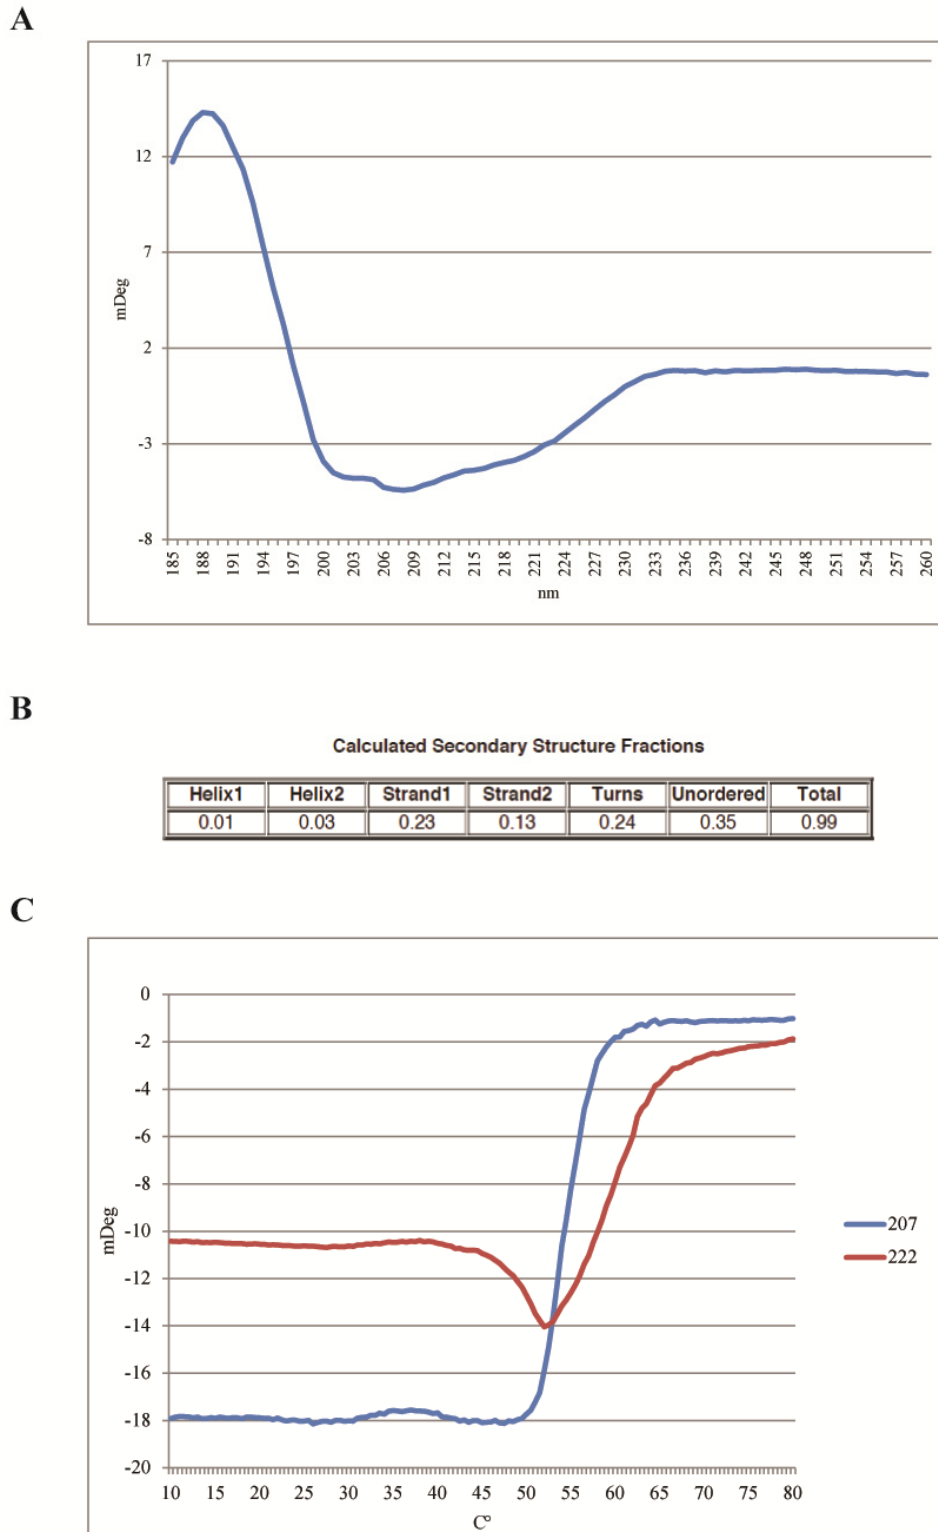 A
17
12
7
2
-3
-8
mDeg
185 188 191 194 197 200 203 206 209 212 215 218 221 224 227 230 233 236 239 242 245 248 251 254 257 260
nm
B
Calculated Secondary Structure Fractions
Helix1 Helix2 Strand1 Strand2 Turns Unordered Total
0.01 0.03 0.23 0.13 0.24 0.35 0.99
C
0
-2
-4
-6
-8
-10
-12
-14
-16
-18
-20
mDeg
207
222
10 15 20 25 30 35 40 45 50 55 60 65 70 75 80
Cº